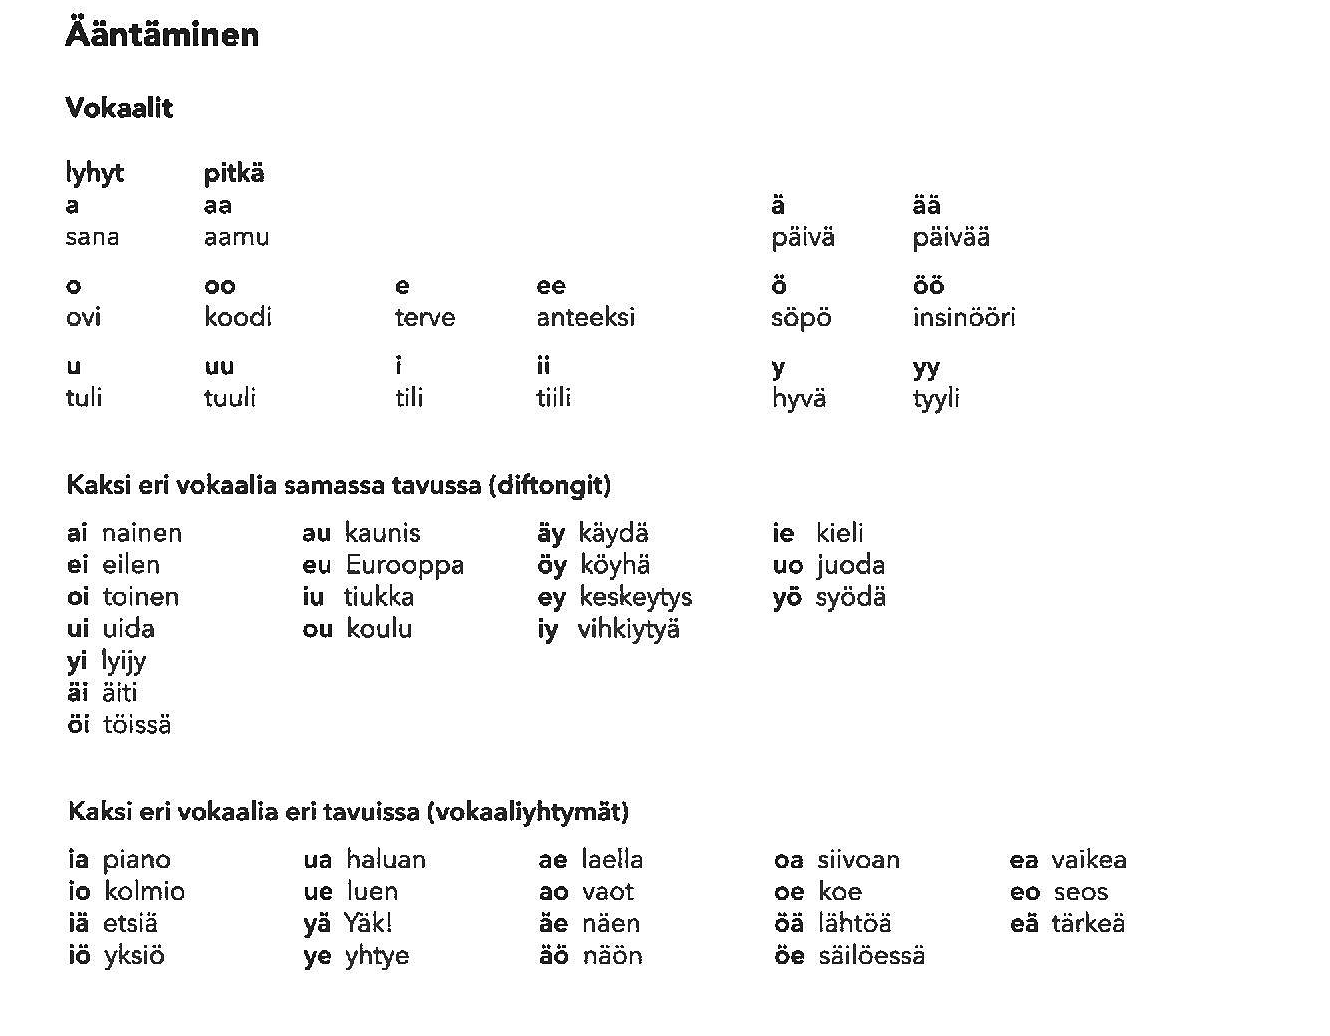 Ääntäminen
Vokaalit
lyhyt pitkä
a aa ä ää
sana aamu päivä päivää
o oo e ee ö öö
ovi koodi terve anteeksi söpö insinööri
u uu i ii y yy
tuli tuuli tili tiili hyvä tyyli
Kaksi eri vokaalia samassa tavussa (diftongit)
ai nainen au kaunis äy käydä ie kieli
ei eilen eu Eurooppa öy köyhä uo juoda
oi toinen iu tiukka ey keskeytys yö syödä
ui uida ou koulu iy vihkiytyä
yi lyijy
äi äiti
öi töissä
Kaksi eri vokaalia eri tavuissa (vokaaliyhtymät)
ia piano ua haluan ae laella oa siivoan ea vaikea
io kolmio ue luen ao vaot oe koe eo seos
iä etsiä yä Yäk! äe näen öä lähtöä eä tärkeä
iö yksiö ye yhtye äö näön öe säilöessä